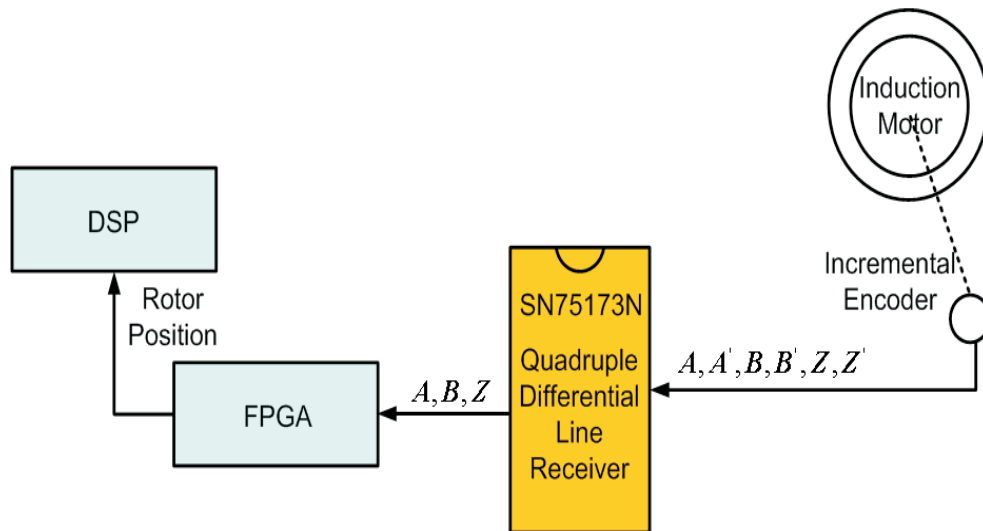 Induction
Motor
DSP
Incremental
Encoder
Rotor
Position
SN75173N
Quadruple
Differential
Line
Receiver
A, A', B, B', Z, Z'
A, B, Z
FPGA